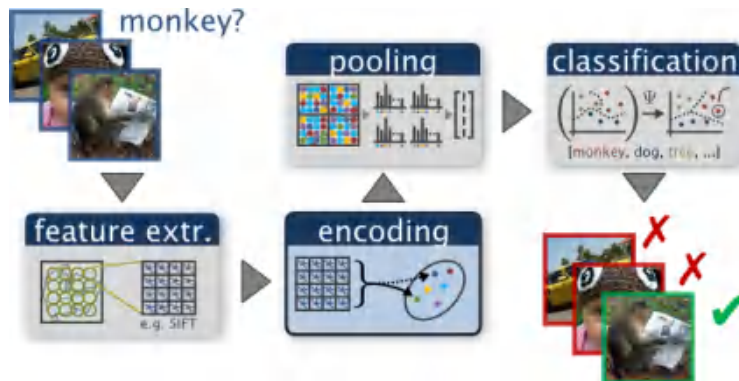 monkey?
feature extr.
e.g. SIFT
encoding
pooling
classification
Ψ
[monkey, dog, tree, ...]